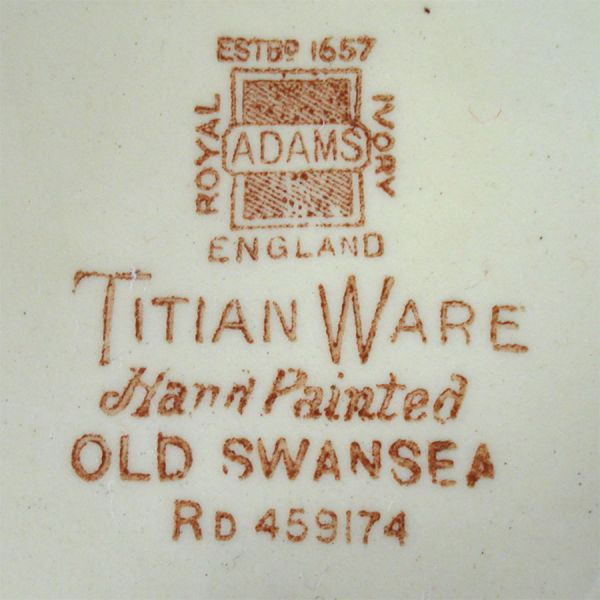 ESTBD 1657
ROYAL
IVORY
ADAMS
ENGLAND
TITIAN WARE
Hand Painted
OLD SWANSEA
RD 459174